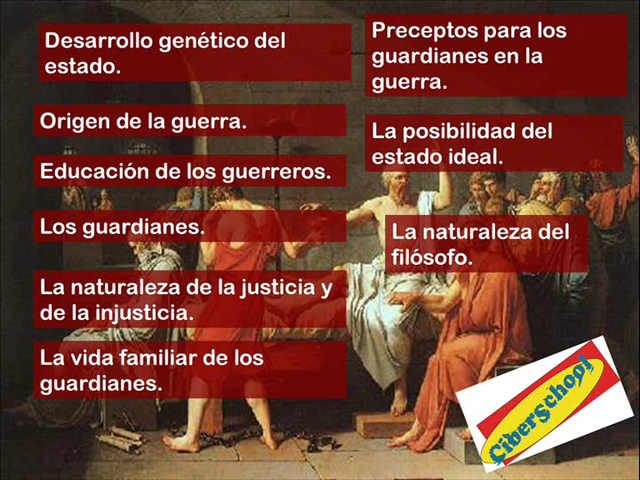 Desarrollo genético del
estado.
Origen de la guerra.
Educación de los guerreros.
Los guardianes.
La naturaleza de la justicia y
de la injusticia.
La vida familiar de los
guardianes.
Preceptos para los
guardianes en la
guerra.
La posibilidad del
estado ideal.
La naturaleza del
filósofo.
CiberSchool